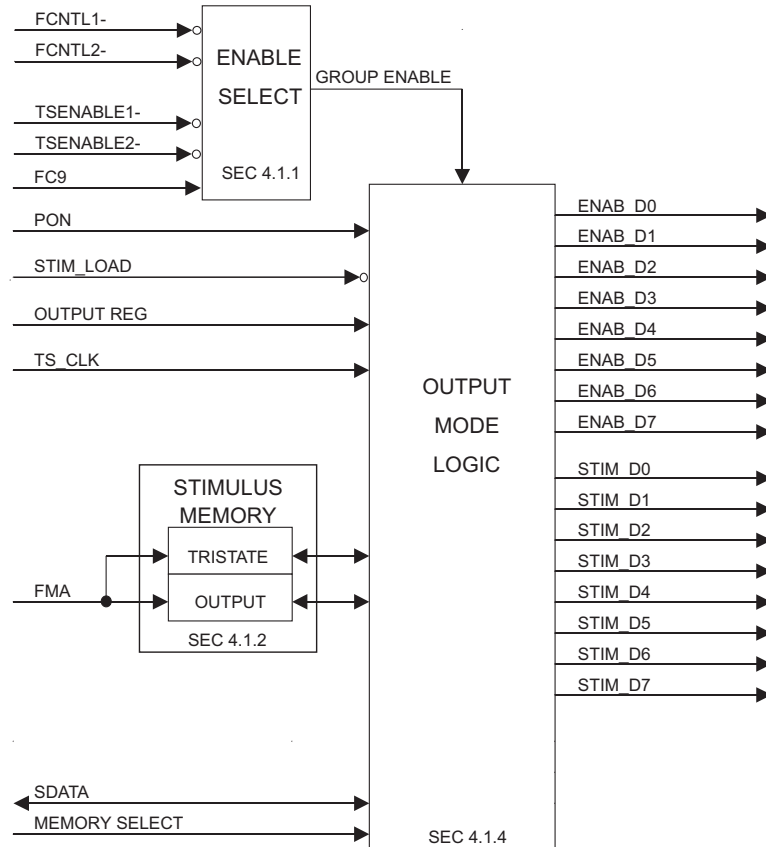 FCNTL1-
FCNTL2-
ENABLE
SELECT
GROUP ENABLE
TSENABLE1-
TSENABLE2-
SEC 4.1.1
FC9
PON
STIM_LOAD
OUTPUT REG
TS_CLK
OUTPUT
MODE
LOGIC
ENAB_D0
ENAB_D1
ENAB_D2
ENAB_D3
ENAB_D4
ENAB_D5
ENAB_D6
ENAB_D7
STIM_D0
STIM_D1
STIM_D2
STIM_D3
STIM_D4
STIM_D5
STIM_D6
STIM_D7
STIMULUS
MEMORY
TRISTATE
FMA
OUTPUT
SEC 4.1.2
SDATA
MEMORY SELECT
SEC 4.1.4